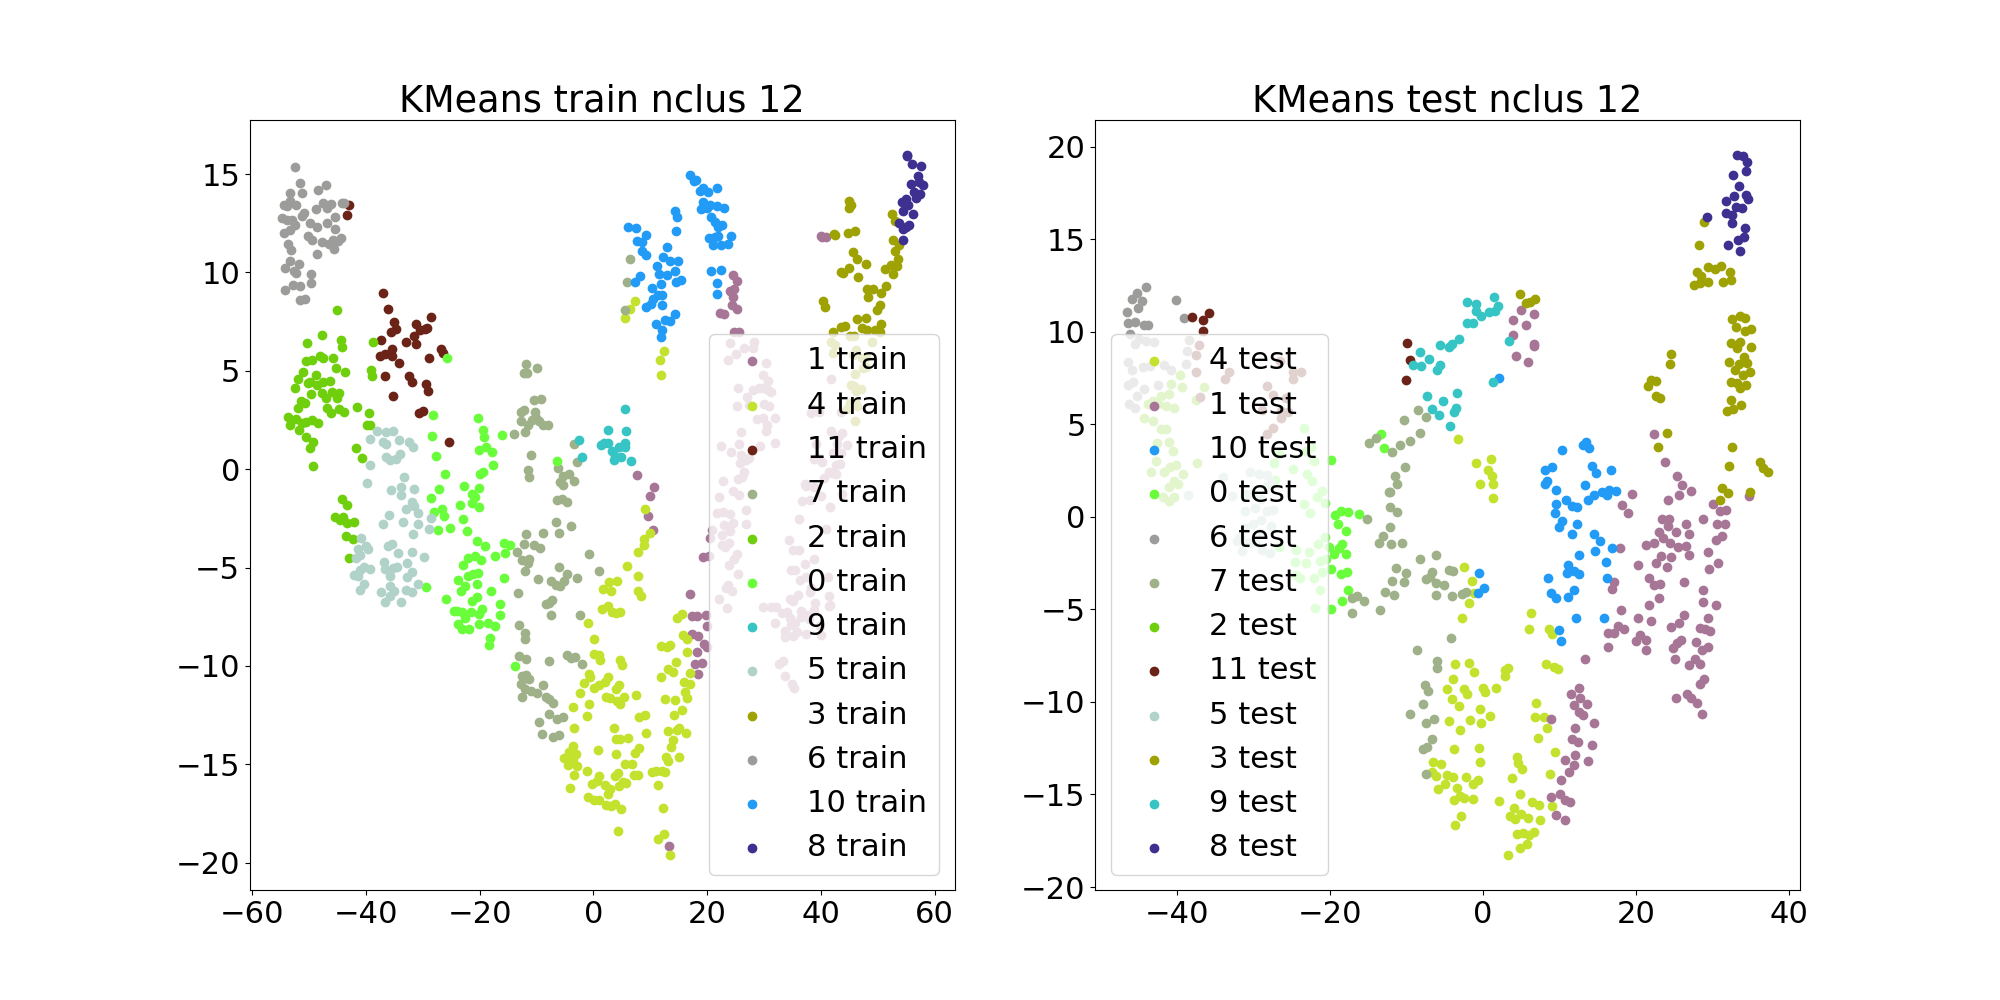 KMeans train nclus 12
15
10
5
0
−5
−10
−15
−20
−60
−40
−20
0
20
40
60
1 train
4 train
11 train
7 train
2 train
0 train
9 train
5 train
3 train
6 train
10 train
8 train
KMeans test nclus 12
20
15
10
5
0
−5
−10
−15
−20
−40
−20
0
20
40
4 test
1 test
10 test
0 test
6 test
7 test
2 test
11 test
5 test
3 test
9 test
8 test